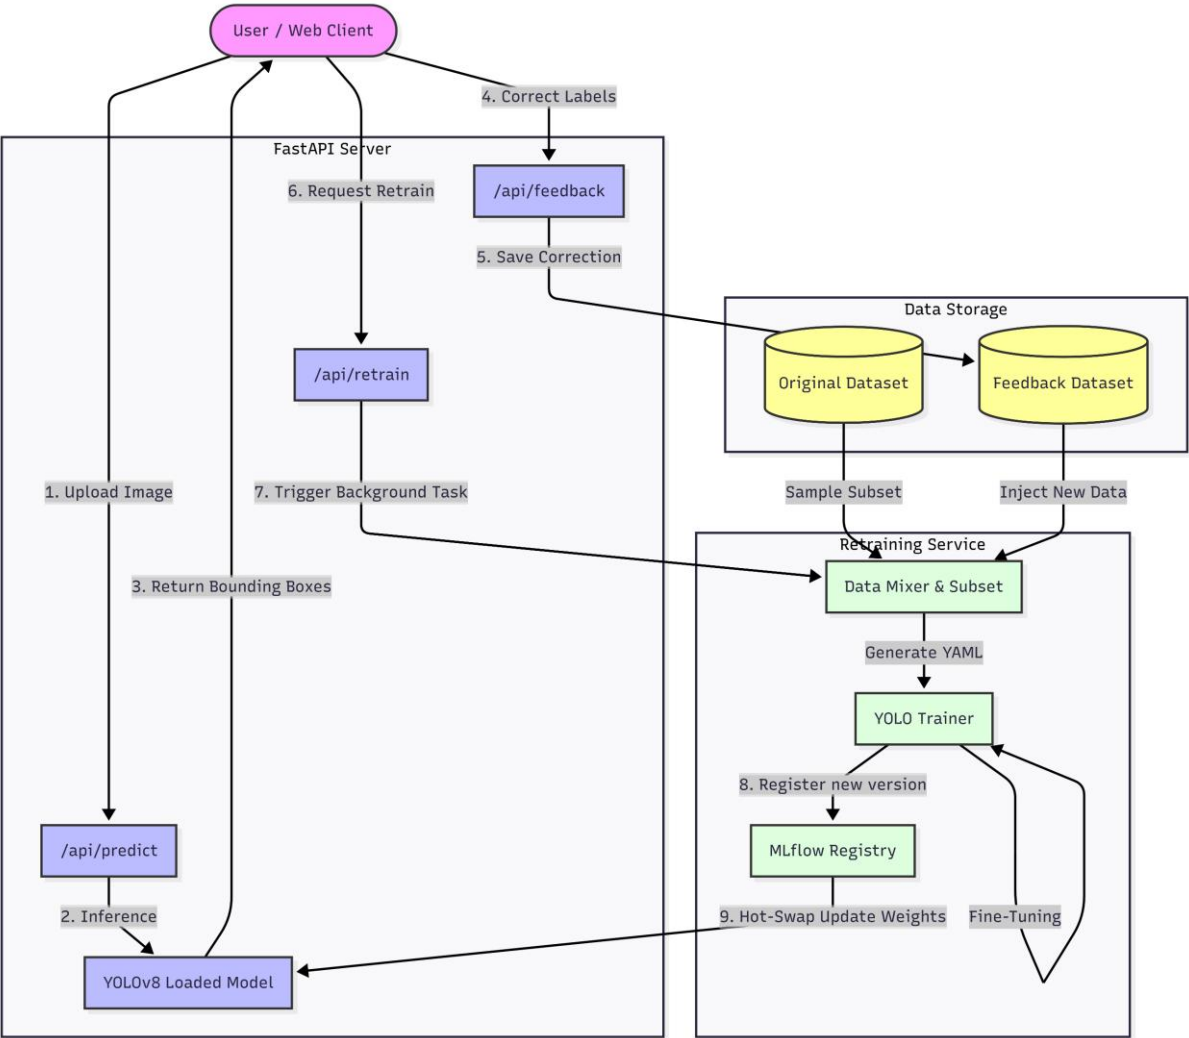 User / Web Client
4. Correct Labels
FastAPI Server
/api/feedback
6. Request Retrain
5. Save Correction
Data Storage
/api/retrain
Original Dataset
Feedback Dataset
1. Upload Image
7. Trigger Background Task
Sample Subset
Inject New Data
Retraining Service
3. Return Bounding Boxes
Data Mixer & Subset
Generate YAML
YOLO Trainer
8. Register new version
/api/predict
MLflow Registry
2. Inference
9. Hot-Swap Update Weights
Fine-Tuning
YOLOv8 Loaded Model